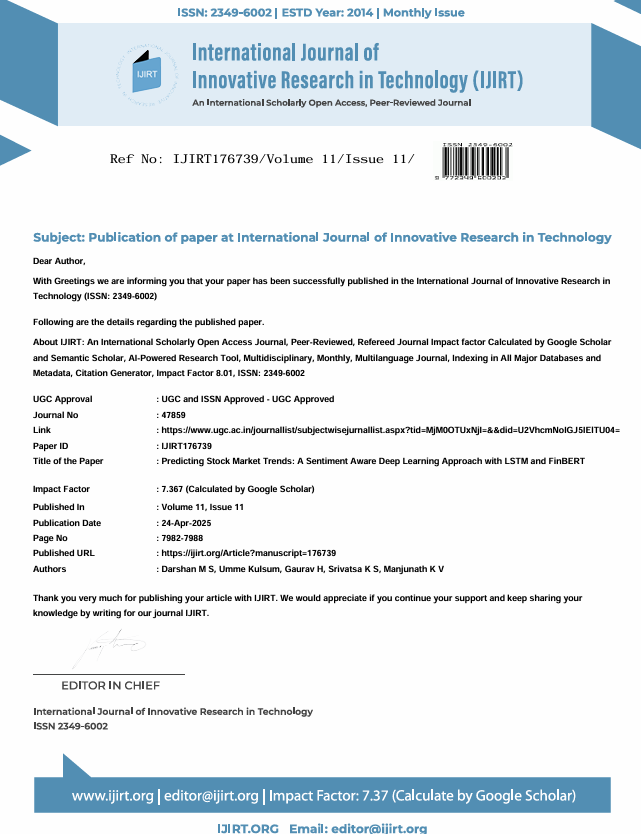 ISSN: 2349-6002 | ESTD Year: 2014 | Monthly Issue
IJIRT
International Journal of
Innovative Research in Technology (IJIRT)
An International Scholarly Open Access, Peer-Reviewed Journal
Ref No: IJIRT176739/Volume 11/Issue 11/
ISSN 2349-6002
Subject: Publication of paper at International Journal of Innovative Research in Technology
Dear Author,
With Greetings we are informing you that your paper has been successfully published in the International Journal of Innovative Research in
Technology (ISSN: 2349-6002)
Following are the details regarding the published paper.
About IJIRT: An International Scholarly Open Access Journal, Peer-Reviewed, Refereed Journal Impact factor Calculated by Google Scholar
and Semantic Scholar, AI-Powered Research Tool, Multidisciplinary, Monthly, Multilanguage Journal, Indexing in All Major Databases and
Metadata, Citation Generator, Impact Factor 8.01, ISSN: 2349-6002
UGC Approval : UGC and ISSN Approved - UGC Approved
Journal No : 47859
Link : https://www.ugc.ac.in/journallist/subjectwisejournallist.aspx?tid=MjM0OTUxNjI=&&did=U2VhcmNoIGJ5IElTU04=
Paper ID : IJIRT176739
Title of the Paper : Predicting Stock Market Trends: A Sentiment Aware Deep Learning Approach with LSTM and FinBERT
Impact Factor : 7.367 (Calculated by Google Scholar)
Published In : Volume 11, Issue 11
Publication Date : 24-Apr-2025
Page No : 7982-7988
Published URL : https://ijirt.org/Article?manuscript=176739
Authors : Darshan M S, Umme Kulsum, Gaurav H, Srivatsa K S, Manjunath K V
Thank you very much for publishing your article with IJIRT. We would appreciate if you continue your support and keep sharing your
knowledge by writing for our journal IJIRT.
EDITOR IN CHIEF
International Journal of Innovative Research in Technology
ISSN 2349-6002
www.ijirt.org | editor@ijirt.org | Impact Factor: 7.37 (Calculate by Google Scholar)
IJIRT.ORG Email: editor@ijirt.org